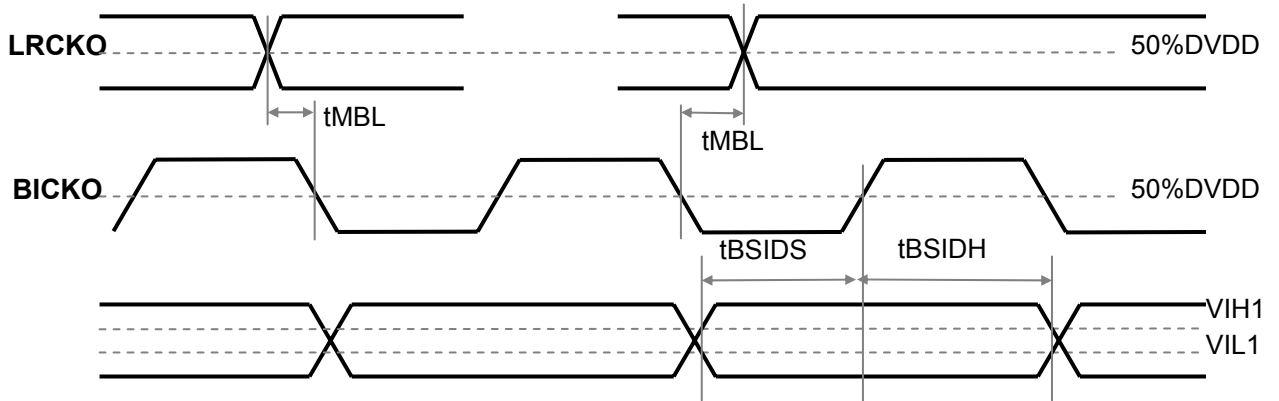 LRCKO
50%DVDD
tMBL
tMBL
BICKO
50%DVDD
tBSIDS
tBSIDH
VIH1
VIL1